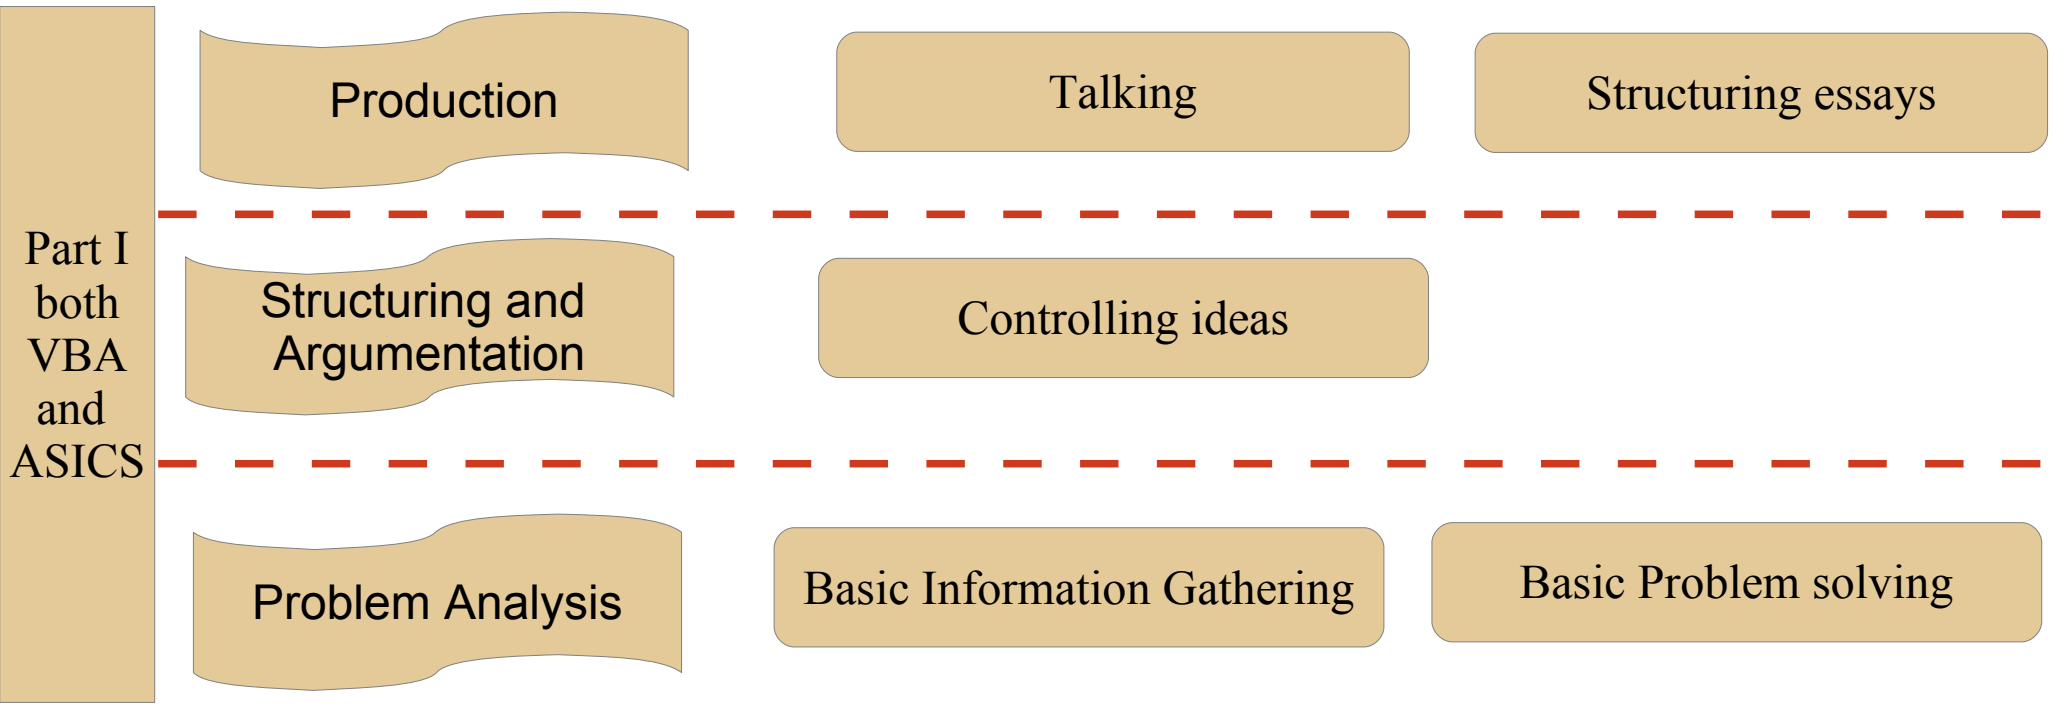 Part I
both
VBA
and
ASICS
Production
Talking
Structuring essays
Structuring and
Argumentation
Controlling ideas
Problem Analysis
Basic Information Gathering
Basic Problem solving